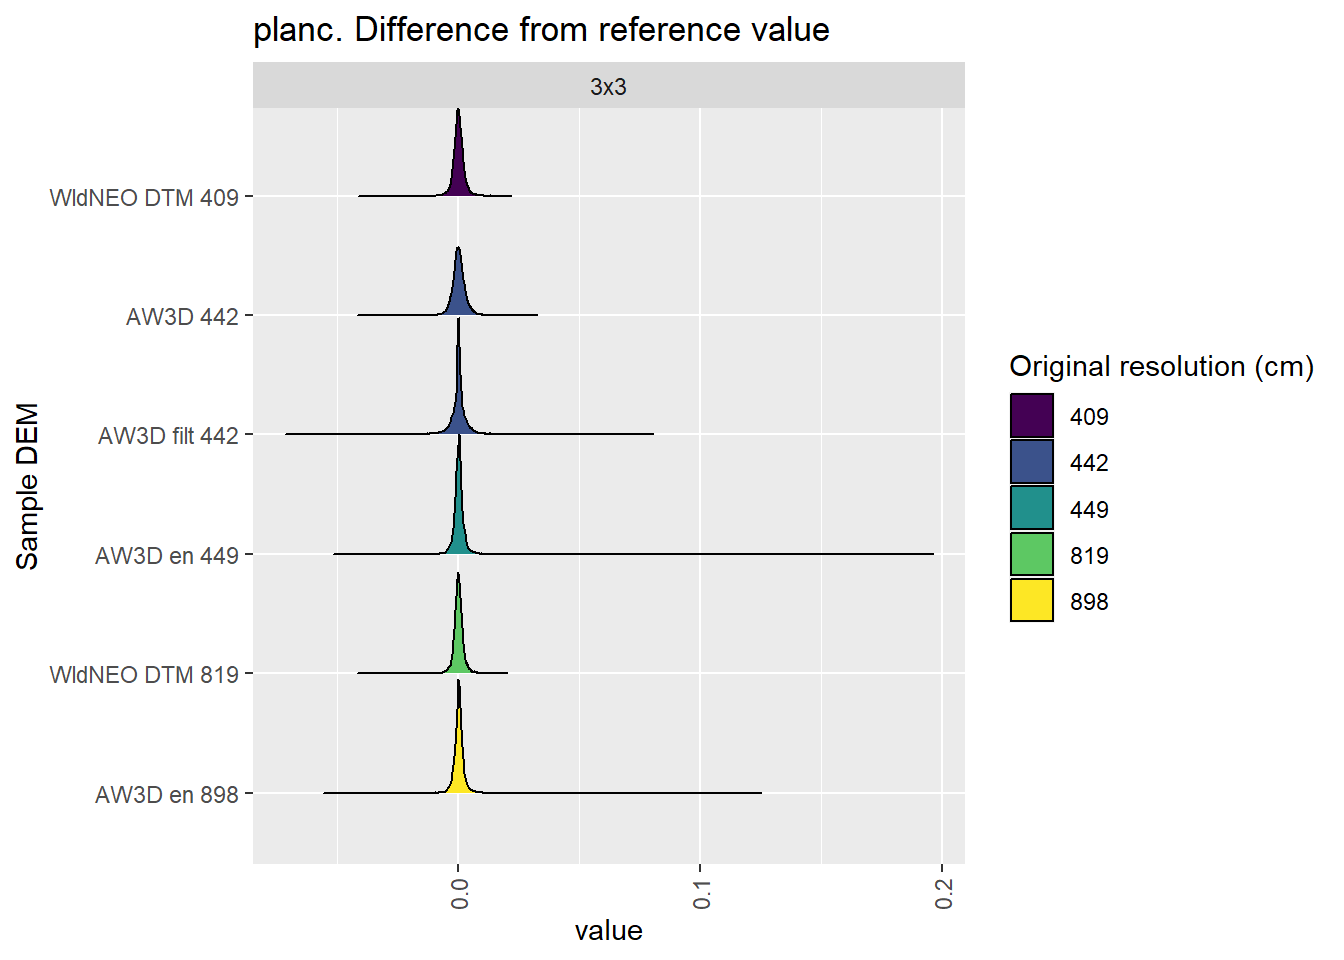 planc. Difference from reference value
3x3
Sample DEM
WldNEO DTM 409
AW3D 442
AW3D filt 442
AW3D en 449
WldNEO DTM 819
AW3D en 898
0.0
0.1
0.2
value
Original resolution (cm)
409
442
449
819
898